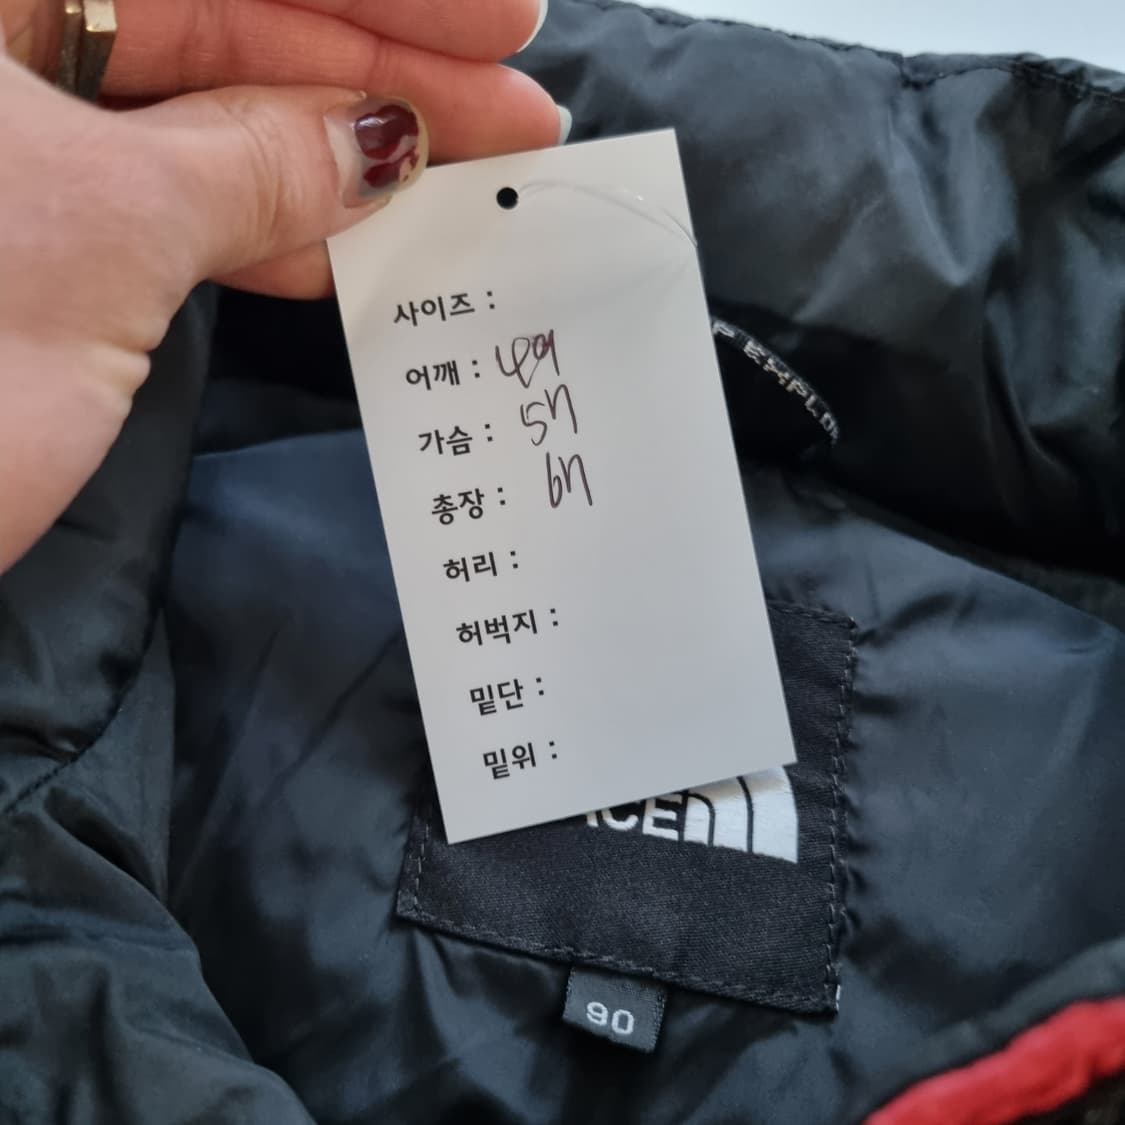 사이즈 :
어깨 : 49
가슴 : 57
총장 : 67
허리 :
허벅지 :
밑단 :
밑위 :
90